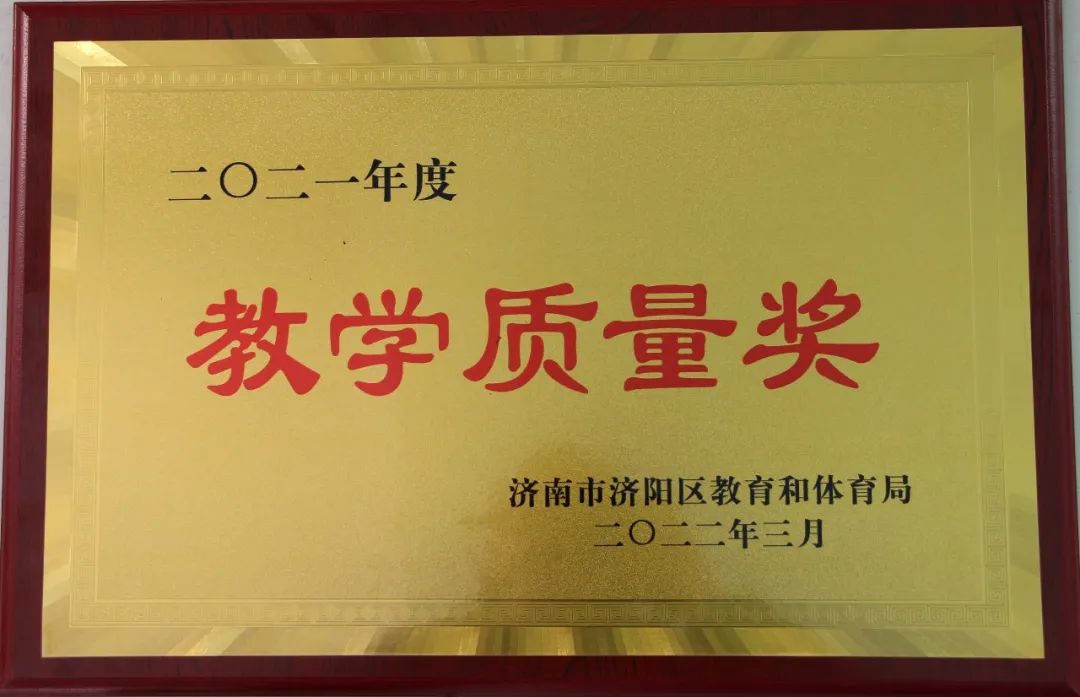 二〇二一年度
教学质量奖
济南市济阳区教育和体育局
二〇二二年三月